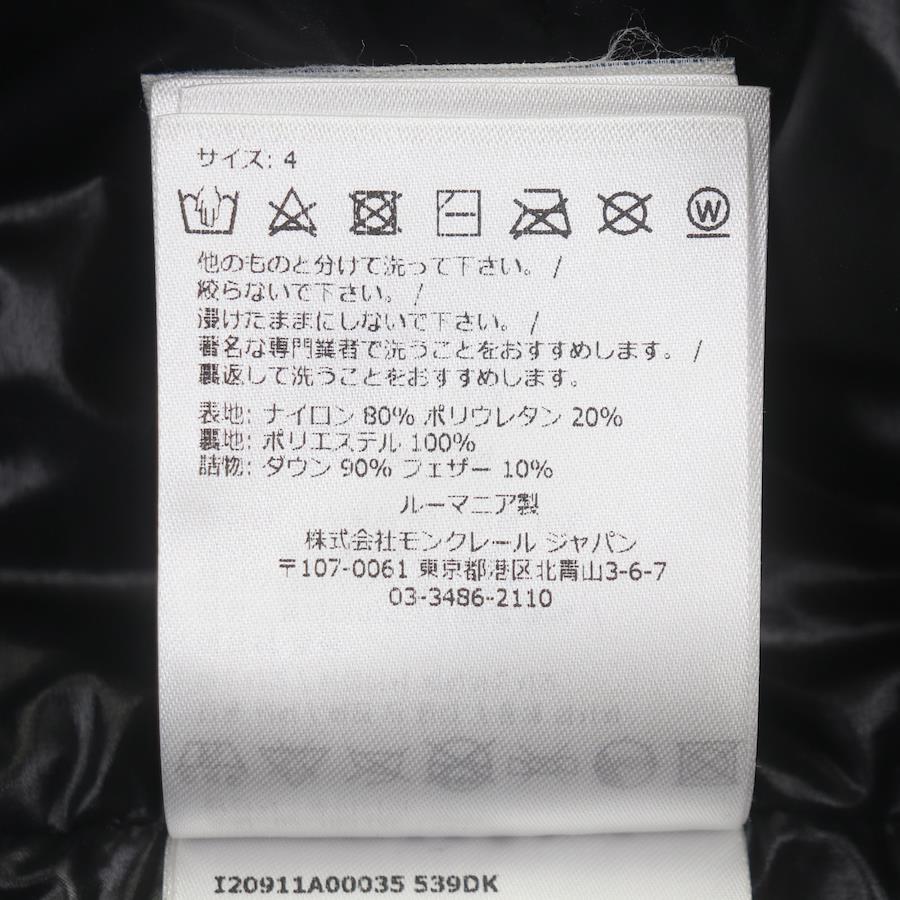 サイズ: 4
W
他のものと分けて洗って下さい。 /
絞らないで下さい。 /
浸けたままにしないで下さい。 /
著名な専門業者で洗うことをおすすめします。 /
裏返して洗うことをおすすめします。
表地: ナイロン 80% ポリウレタン 20%
裏地: ポリエステル 100%
詰物: ダウン 90% フェザー 10%
ルーマニア製
株式会社モンクレール ジャパン
〒107-0061 東京都港区北青山3-6-7
03-3486-2110
I20911A00035 539DK